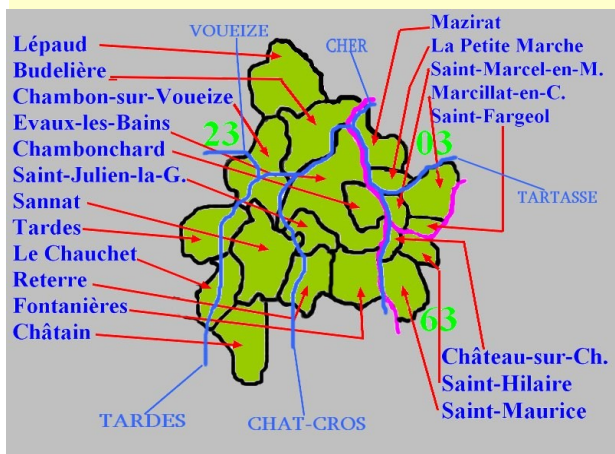 VOUEIZE
CHER
Lépaud
Budelière
Chambon-sur-Voueize
Evaux-les-Bains
Chambonchard
Saint-Julien-la-G.
Sannat
Tardes
Le Chauchet
Reterre
Fontanières
Châtain
23
Mazirat
La Petite Marche
Saint-Marcel-en-M.
Marcillat-en-C.
Saint-Fargeol
03
TARTASSE
63
Château-sur-Ch.
Saint-Hilaire
Saint-Maurice
TARDES
CHAT-CROS